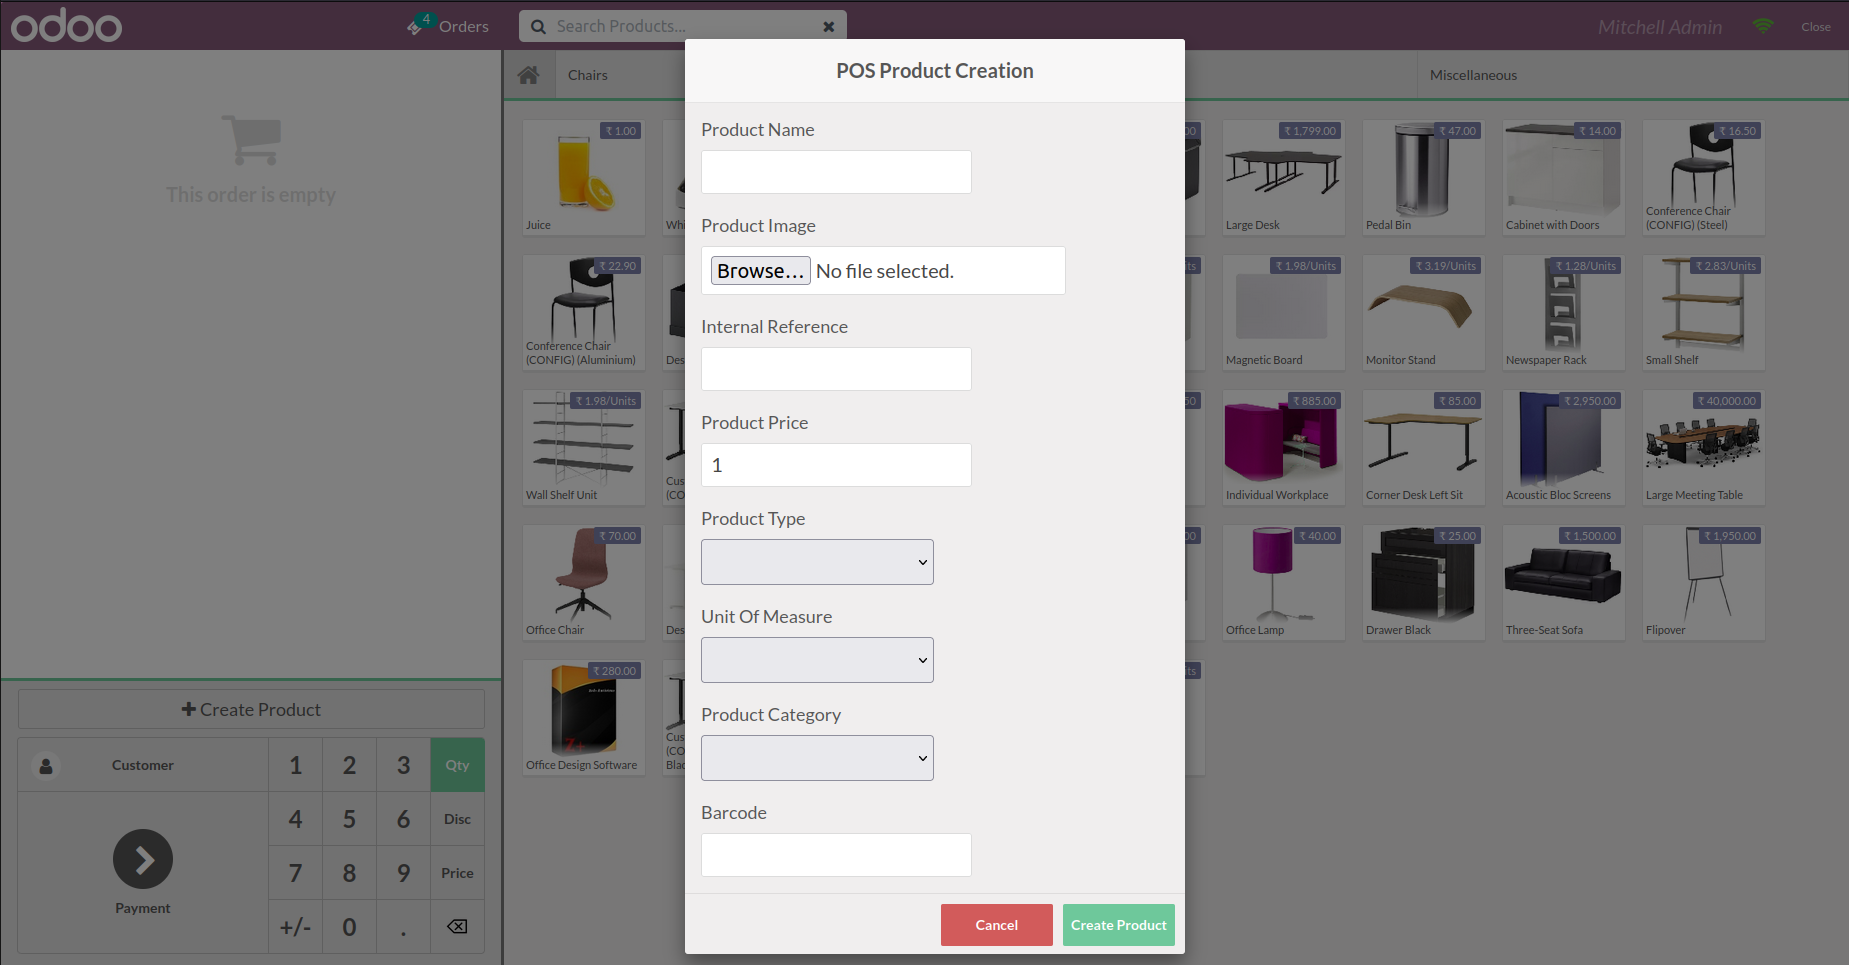 odoo
4
Orders
Search Products...
Mitchell Admin
Close
This order is empty
Chairs
Miscellaneous
₹ 1.00
Juice
Whi
00
₹ 1,799.00
Large Desk
₹ 47.00
Pedal Bin
₹ 14.00
Cabinet with Doors
₹ 16.50
Conference Chair
(CONFIG) (Steel)
₹ 22.90
Conference Chair
(CONFIG) (Aluminium)
Des
its
₹ 1.98/Units
Magnetic Board
₹ 3.19/Units
Monitor Stand
₹ 1.28/Units
Newspaper Rack
₹ 2.83/Units
Small Shelf
₹ 1.98/Units
Wall Shelf Unit
Cus
(CO
50
₹ 885.00
Individual Workplace
₹ 85.00
Corner Desk Left Sit
₹ 2,950.00
Acoustic Bloc Screens
₹ 40,000.00
Large Meeting Table
₹ 70.00
Office Chair
Des
00
₹ 40.00
Office Lamp
₹ 25.00
Drawer Black
₹ 1,500.00
Three-Seat Sofa
₹ 1,950.00
Flipover
₹ 280.00
Z+
Office Design Software
Cus
(CO
Blac
its
Create Product
Customer
1 2 3 Qty
4 5 6 Disc
7 8 9 Price
+/- 0 .
Payment
POS Product Creation
Product Name
Product Image
Browse... No file selected.
Internal Reference
Product Price
1
Product Type
Unit Of Measure
Product Category
Barcode
Cancel
Create Product